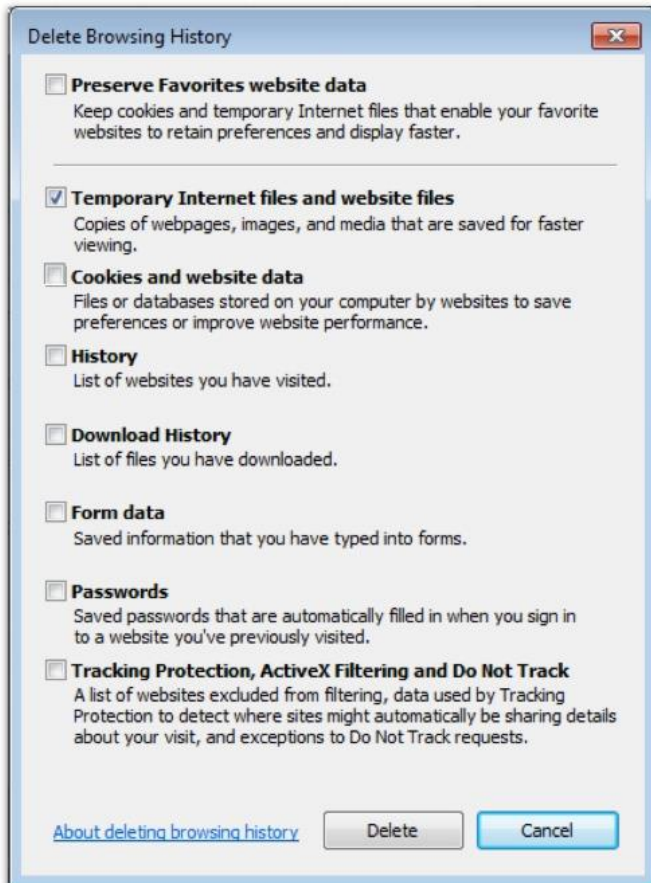 Delete Browsing History
Preserve Favorites website data
Keep cookies and temporary Internet files that enable your favorite
websites to retain preferences and display faster.
Temporary Internet files and website files
Copies of webpages, images, and media that are saved for faster
viewing.
Cookies and website data
Files or databases stored on your computer by websites to save
preferences or improve website performance.
History
List of websites you have visited.
Download History
List of files you have downloaded.
Form data
Saved information that you have typed into forms.
Passwords
Saved passwords that are automatically filled in when you sign in
to a website you've previously visited.
Tracking Protection, ActiveX Filtering and Do Not Track
A list of websites excluded from filtering, data used by Tracking
Protection to detect where sites might automatically be sharing details
about your visit, and exceptions to Do Not Track requests.
About deleting browsing history Delete Cancel